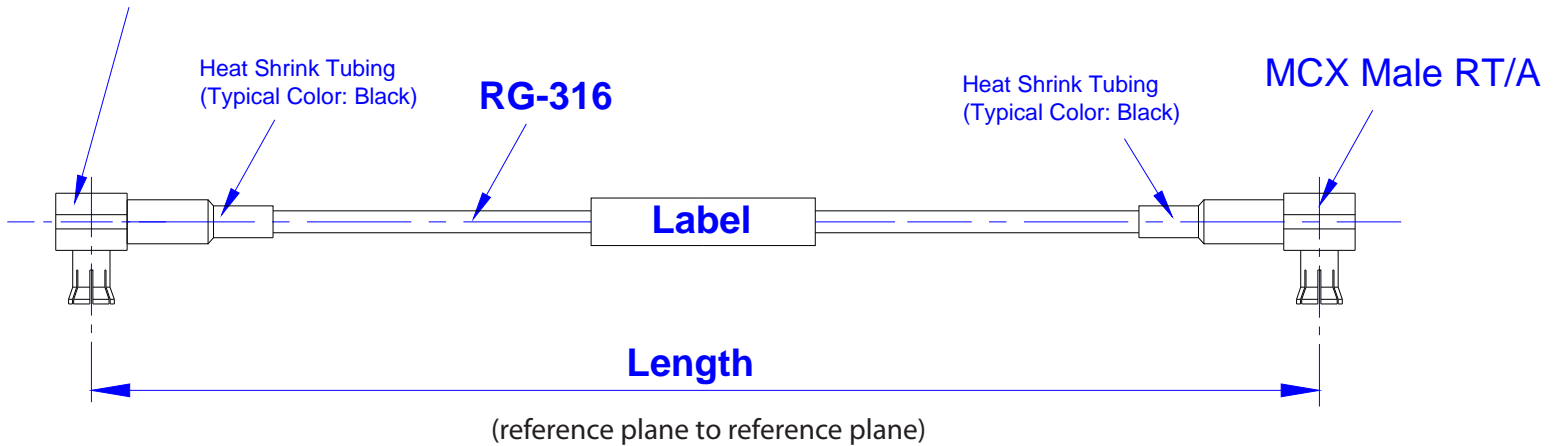 Heat Shrink Tubing
(Typical Color: Black)
RG-316
Heat Shrink Tubing
(Typical Color: Black)
MCX Male RT/A
Label
Length
(reference plane to reference plane)